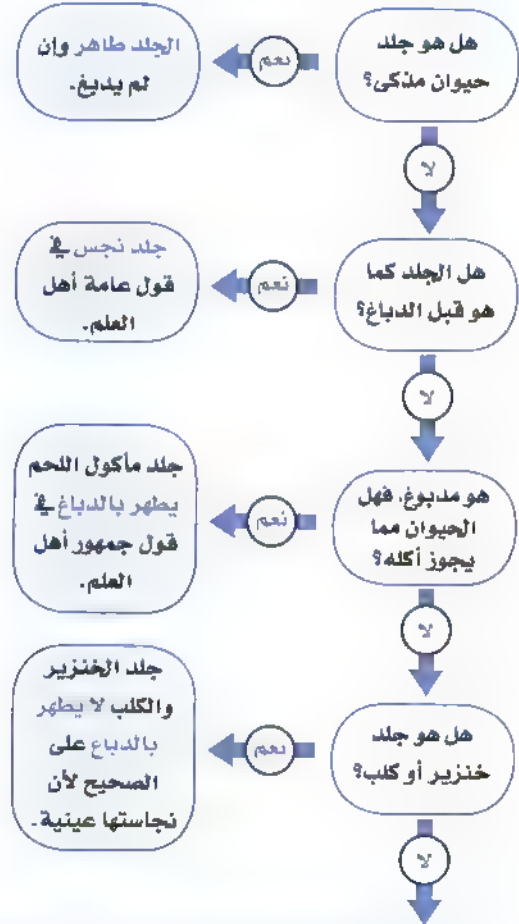 هل هو جلد
حيوان مذكى؟
نعم
الجلد طاهر وإن
لم يدبغ.
لا
هل الجلد كما
هو قبل الدباغ؟
نعم
جلد نجس في
قول عامة أهل
العلم.
لا
هو مدبوغ، فهل
الحيوان مما
يجوز أكله؟
نعم
جلد مأكول اللحم
يطهر بالدباغ في
قول جمهور أهل
العلم.
لا
هل هو جلد
خنزير أو كلب؟
نعم
جلد الخنزير
والكلب لا يطهر
بالدباع على
الصحيح لأن
نجاستها عينية.
لا